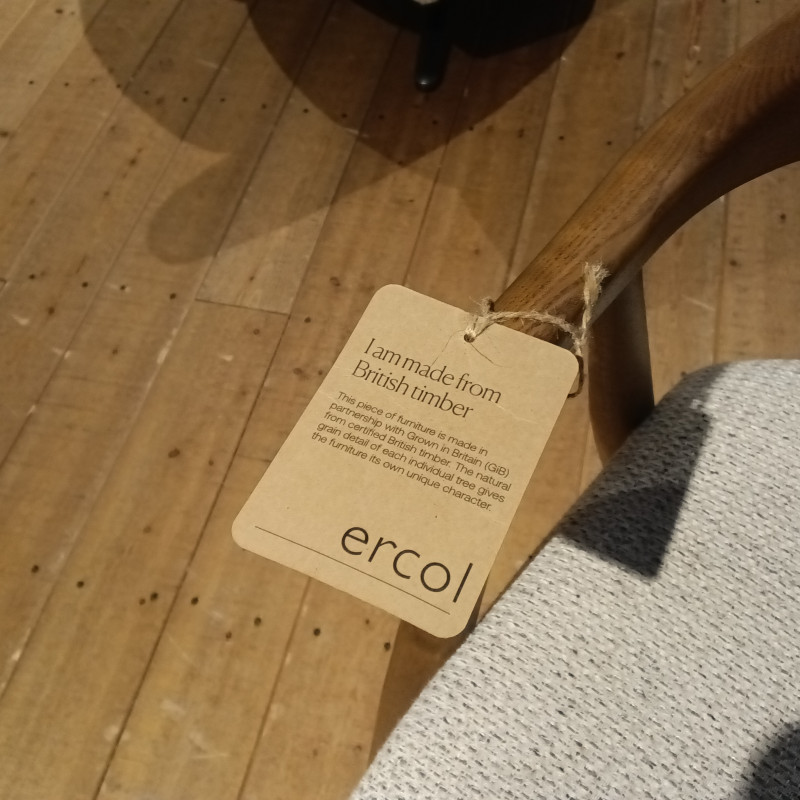 I am made from
British timber
This piece of furniture is made in
partnership with Grown in Britain (GiB)
from certified British timber. The natural
grain detail of each individual tree gives
the furniture its own unique character.
ercol